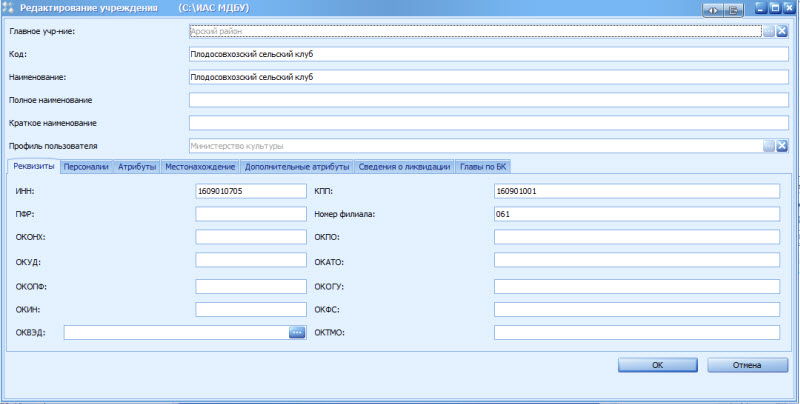 Редактирование учреждения (C:\ИАС МДБУ)
Главное учр-ние: Арский район
Код: Плодосовхозский сельский клуб
Наименование: Плодосовхозский сельский клуб
Полное наименование
Краткое наименование
Профиль пользователя Министерство культуры
Реквизиты Персоналии Атрибуты Местонахождение Дополнительные атрибуты Сведения о ликвидации Главы по БК
ИНН: 1609010705 КПП: 160901001
ПФР: Номер филиала: 061
ОКОНХ: ОКПО:
ОКУД: ОКАТО:
ОКОПФ: ОКОГУ:
ОКИН: ОКФС:
ОКВЭД: ... ОКТМО:
ОК Отмена